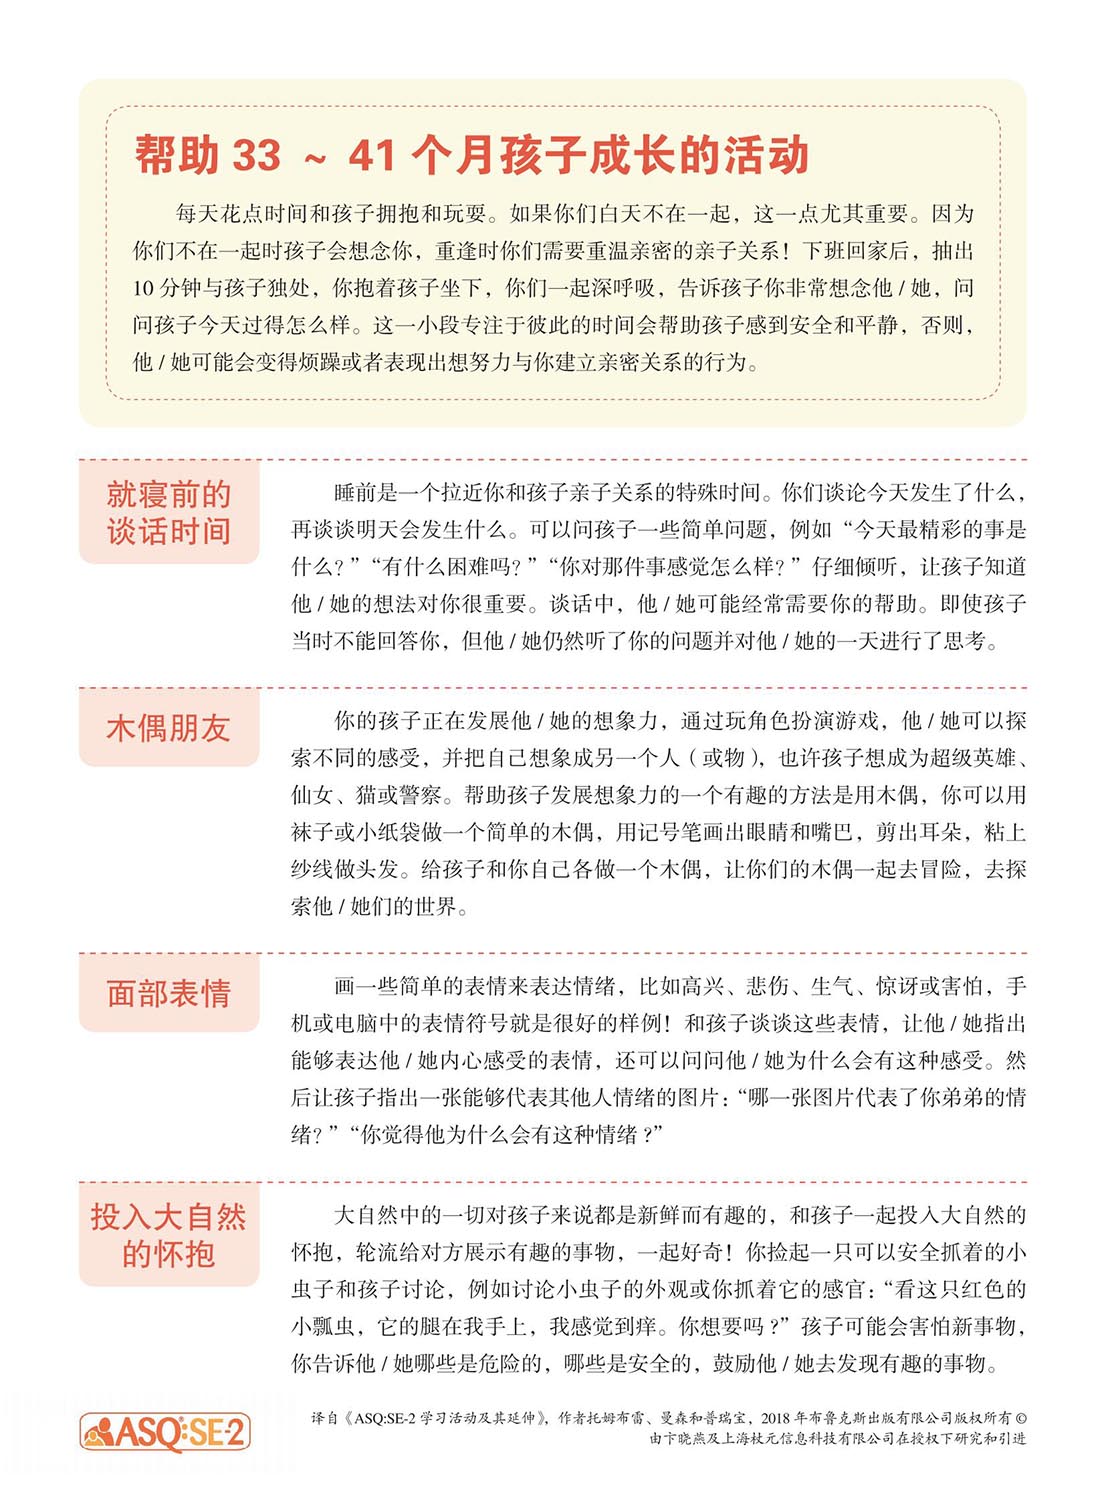 帮助 33 ~ 41 个月孩子成长的活动
每天花点时间和孩子拥抱和玩耍。如果你们白天不在一起，这一点尤其重要。因为
你们不在一起时孩子会想念你，重逢时你们需要重温亲密的亲子关系！下班回家后，抽出
10 分钟与孩子独处，你抱着孩子坐下，你们一起深呼吸，告诉孩子你非常想念他 / 她，问
问孩子今天过得怎么样。这一小段专注于彼此的时间会帮助孩子感到安全和平静，否则，
他 / 她可能会变得烦躁或者表现出想努力与你建立亲密关系的行为。
就寝前的
谈话时间
睡前是一个拉近你和孩子亲子关系的特殊时间。你们谈论今天发生了什么，
再谈谈明天会发生什么。可以问孩子一些简单问题，例如“今天最精彩的事是
什么？”“有什么困难吗？”“你对那件事感觉怎么样？”仔细倾听，让孩子知道
他 / 她的想法对你很重要。谈话中，他 / 她可能经常需要你的帮助。即使孩子
当时不能回答你，但他 / 她仍然听了你的问题并对他 / 她的一天进行了思考。
木偶朋友
你的孩子正在发展他 / 她的想象力，通过玩角色扮演游戏，他 / 她可以探
索不同的感受，并把自己想象成另一个人（或物），也许孩子想成为超级英雄、
仙女、猫或警察。帮助孩子发展想象力的一个有趣的方法是用木偶，你可以用
袜子或小纸袋做一个简单的木偶，用记号笔画出眼睛和嘴巴，剪出耳朵，粘上
纱线做头发。给孩子和你自己各做一个木偶，让你们的木偶一起去冒险，去探
索他 / 她们的世界。
面部表情
画一些简单的表情来表达情绪，比如高兴、悲伤、生气、惊讶或害怕，手
机或电脑中的表情符号就是很好的样例！和孩子谈谈这些表情，让他 / 她指出
能够表达他 / 她内心感受的表情，还可以问问他 / 她为什么会有这种感受。然
后让孩子指出一张能够代表其他人情绪的图片：“哪一张图片代表了你弟弟的情
绪？”“你觉得他为什么会有这种情绪？”
投入大自然
的怀抱
大自然中的一切对孩子来说都是新鲜而有趣的，和孩子一起投入大自然的
怀抱，轮流给对方展示有趣的事物，一起好奇！你捡起一只可以安全抓着的小
虫子和孩子讨论，例如讨论小虫子的外观或你抓着它的感官：“看这只红色的
小瓢虫，它的腿在我手上，我感觉到痒。你想要吗？”孩子可能会害怕新事物，
你告诉他 / 她哪些是危险的，哪些是安全的，鼓励他 / 她去发现有趣的事物。
ASQ:SE-2
译自《ASQ:SE-2 学习活动及其延伸》，作者托姆布雷、曼森和普瑞宝，2018 年布鲁克斯出版有限公司版权所有 ©
由卞晓燕及上海杖元信息科技有限公司在授权下研究和引进